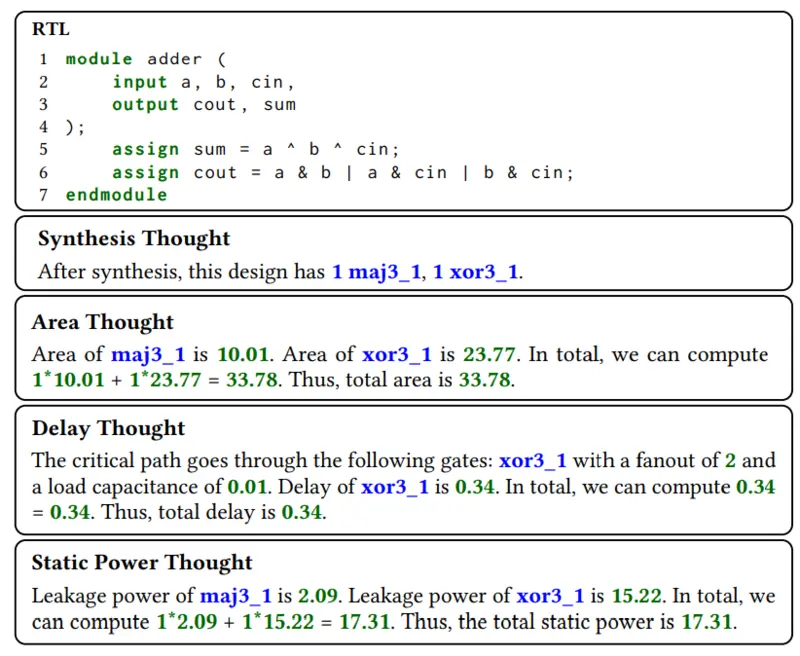 RTL
1 module adder (
2 input a, b, cin,
3 output cout, sum
4 );
5 assign sum = a ^ b ^ cin;
6 assign cout = a & b | a & cin | b & cin;
7 endmodule
Synthesis Thought
After synthesis, this design has 1 maj3_1, 1 xor3_1.
Area Thought
Area of maj3_1 is 10.01. Area of xor3_1 is 23.77. In total, we can compute
1*10.01 + 1*23.77 = 33.78. Thus, total area is 33.78.
Delay Thought
The critical path goes through the following gates: xor3_1 with a fanout of 2 and
a load capacitance of 0.01. Delay of xor3_1 is 0.34. In total, we can compute 0.34
= 0.34. Thus, total delay is 0.34.
Static Power Thought
Leakage power of maj3_1 is 2.09. Leakage power of xor3_1 is 15.22. In total, we
can compute 1*2.09 + 1*15.22 = 17.31. Thus, the total static power is 17.31.